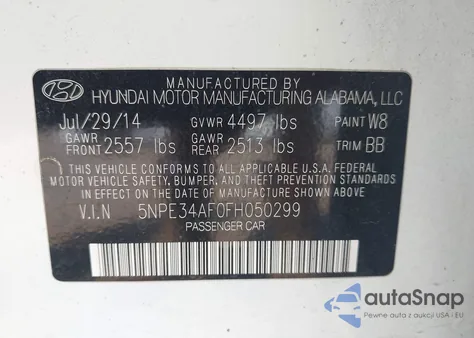 MANUFACTURED BY
HYUNDAI MOTOR MANUFACTURING ALABAMA, LLC
Jul/29/14 GVWR 4497 lbs PAINT W8
GAWR FRONT 2557 lbs GAWR REAR 2513 lbs TRIM BB
THIS VEHICLE CONFORMS TO ALL APPLICABLE U.S.A. FEDERAL
MOTOR VEHICLE SAFETY, BUMPER, AND THEFT PREVENTION STANDARDS
IN EFFECT ON THE DATE OF MANUFACTURE SHOWN ABOVE.
V.I.N 5NPE34AF0FH050299
PASSENGER CAR
autoSnap
Pewne auto z aukcji USA i EU